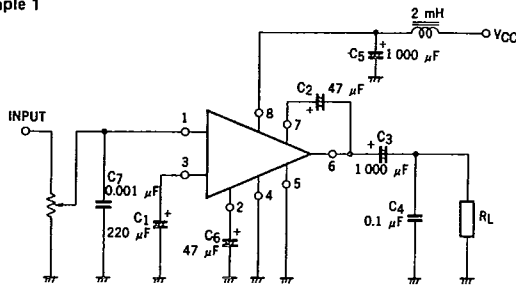 ple 1
2 mH
VCC
C5
+
1 000 µF
C2
47 µF
+
8
7
INPUT
1
C3
+
6
1 000 µF
3
C7
0.001 µF
C1
+
220 µF
2
4
5
C6
+
47 µF
C4
0.1 µF
RL